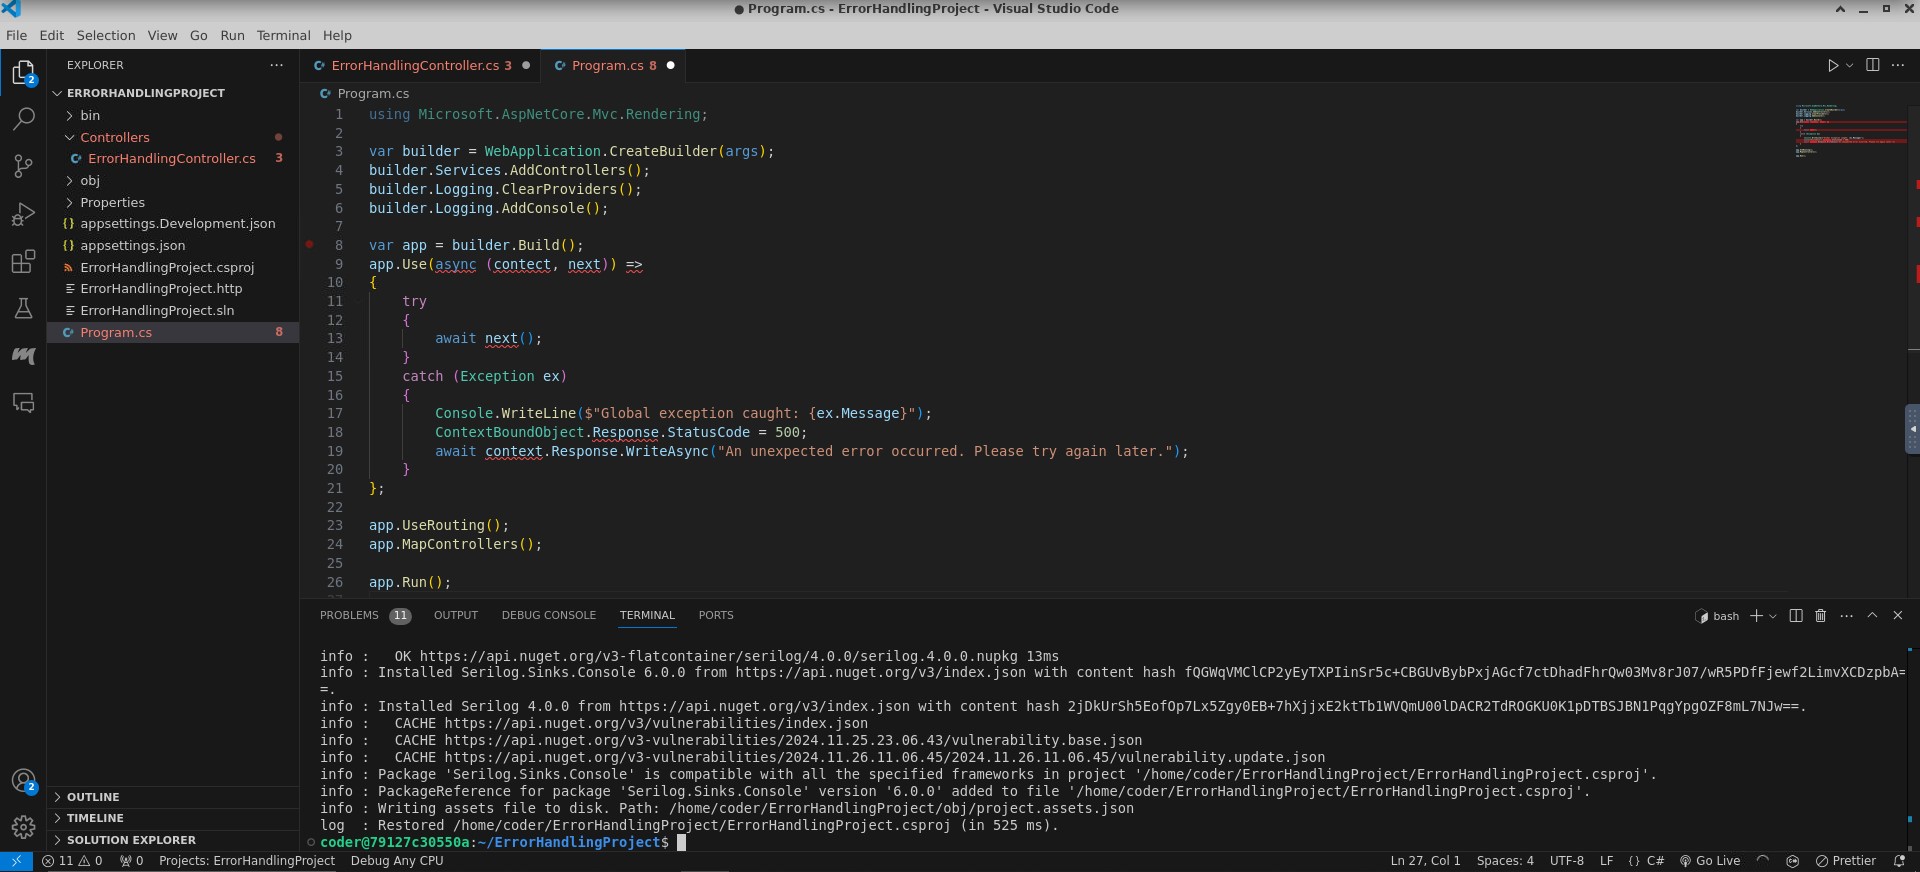 ● Program.cs - ErrorHandlingProject - Visual Studio Code
File Edit Selection View Go Run Terminal Help
2
EXPLORER
ERRORHANDLINGPROJECT
bin
Controllers
ErrorHandlingController.cs 3
obj
Properties
appsettings.Development.json
appsettings.json
ErrorHandlingProject.csproj
ErrorHandlingProject.http
ErrorHandlingProject.sln
Program.cs 8
OUTLINE
TIMELINE
SOLUTION EXPLORER
2
ErrorHandlingController.cs 3 Program.cs 8
Program.cs
1 using Microsoft.AspNetCore.Mvc.Rendering;
2
3 var builder = WebApplication.CreateBuilder(args);
4 builder.Services.AddControllers();
5 builder.Logging.ClearProviders();
6 builder.Logging.AddConsole();
7
8 var app = builder.Build();
9 app.Use(async (contect, next)) =>
10 {
11     try
12     {
13         await next();
14     }
15     catch (Exception ex)
16     {
17         Console.WriteLine($"Global exception caught: {ex.Message}");
18         ContextBoundObject.Response.StatusCode = 500;
19         await context.Response.WriteAsync("An unexpected error occurred. Please try again later.");
20     }
21 };
22
23 app.UseRouting();
24 app.MapControllers();
25
26 app.Run();
PROBLEMS 11 OUTPUT DEBUG CONSOLE TERMINAL PORTS bash
info :   OK https://api.nuget.org/v3-flatcontainer/serilog/4.0.0/serilog.4.0.0.nupkg 13ms
info : Installed Serilog.Sinks.Console 6.0.0 from https://api.nuget.org/v3/index.json with content hash fQGWqVMClCP2yEyTXPIinSr5c+CBGUvBybPxjAGcf7ctDhadFhrQw03Mv8rJ07/wR5PDfFjewf2LimvXCDzpbA=
=.
info : Installed Serilog 4.0.0 from https://api.nuget.org/v3/index.json with content hash 2jDkUrSh5EofOp7Lx5Zgy0EB+7hXjjxE2ktTb1WVQmU00lDACR2TdROGKU0K1pDTBSJBN1PqgYpgOZF8mL7NJw==.
info :   CACHE https://api.nuget.org/v3/vulnerabilities/index.json
info :   CACHE https://api.nuget.org/v3-vulnerabilities/2024.11.25.23.06.43/vulnerability.base.json
info :   CACHE https://api.nuget.org/v3-vulnerabilities/2024.11.26.11.06.45/2024.11.26.11.06.45/vulnerability.update.json
info : Package 'Serilog.Sinks.Console' is compatible with all the specified frameworks in project '/home/coder/ErrorHandlingProject/ErrorHandlingProject.csproj'.
info : PackageReference for package 'Serilog.Sinks.Console' version '6.0.0' added to file '/home/coder/ErrorHandlingProject/ErrorHandlingProject.csproj'.
info : Writing assets file to disk. Path: /home/coder/ErrorHandlingProject/obj/project.assets.json
log  : Restored /home/coder/ErrorHandlingProject/ErrorHandlingProject.csproj (in 525 ms).
coder@79127c30550a:~/ErrorHandlingProject$
11 0 0 Projects: ErrorHandlingProject Debug Any CPU Ln 27, Col 1 Spaces: 4 UTF-8 LF {} C# Go Live Prettier